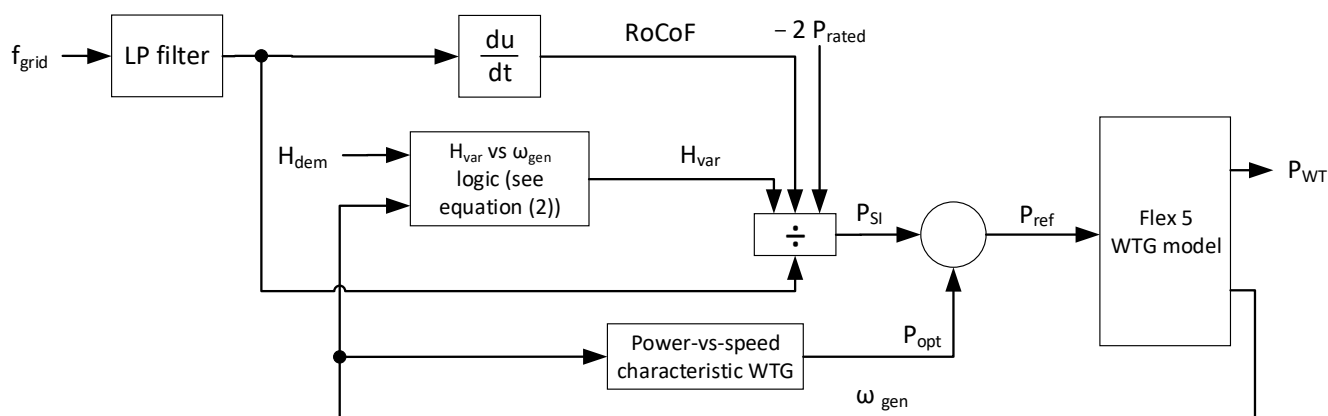 f_grid
LP filter
du
dt
RoCoF
− 2 P_rated
H_dem
H_var vs ω_gen
logic (see
equation (2))
H_var
÷
P_SI
P_ref
Flex 5
WTG model
P_WT
Power-vs-speed
characteristic WTG
P_opt
ω gen